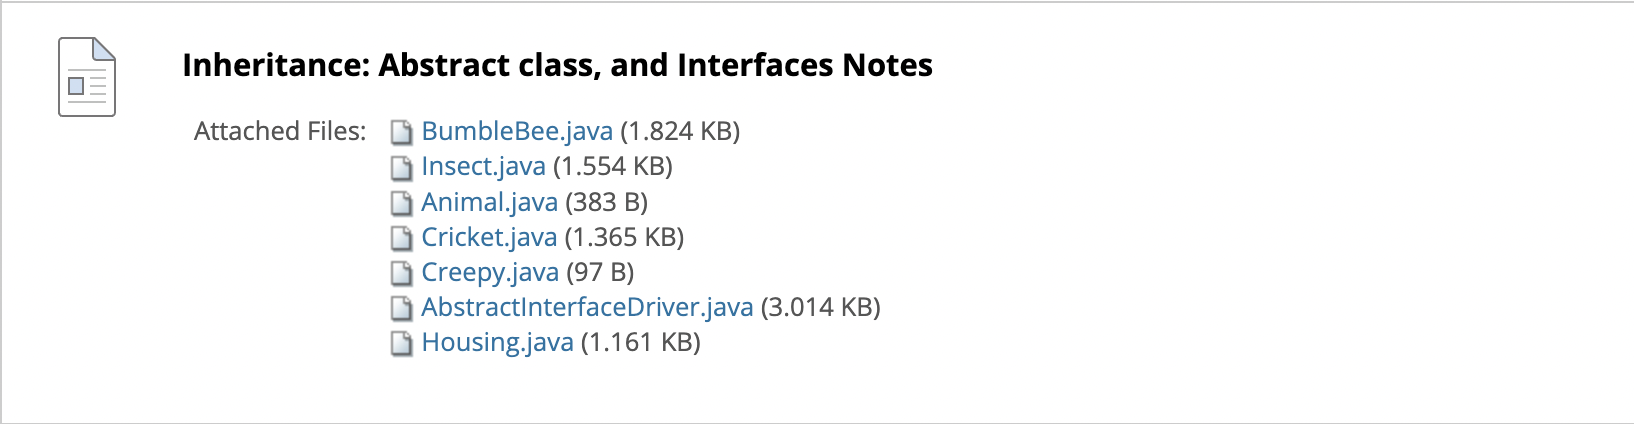 Inheritance: Abstract class, and Interfaces Notes
Attached Files: BumbleBee.java (1.824 KB)
Insect.java (1.554 KB)
Animal.java (383 B)
Cricket.java (1.365 KB)
Creepy.java (97 B)
AbstractInterfaceDriver.java (3.014 KB)
Housing.java (1.161 KB)